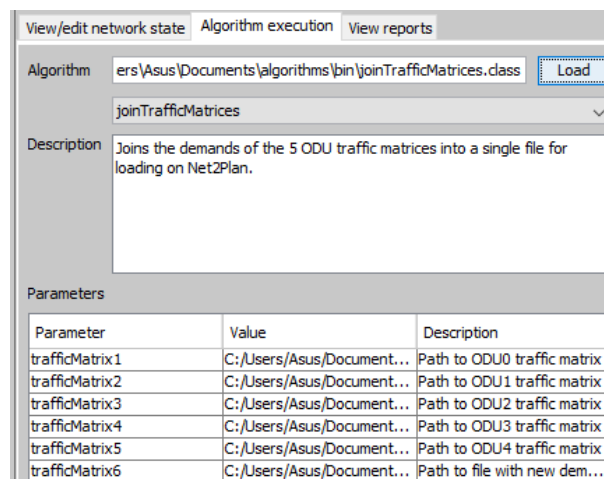 View/edit network state Algorithm execution View reports
Algorithm ers\Asus\Documents\algorithms\bin\joinTrafficMatrices.class Load
joinTrafficMatrices
Description Joins the demands of the 5 ODU traffic matrices into a single file for
loading on Net2Plan.
Parameters
Parameter Value Description
trafficMatrix1 C:/Users/Asus/Document... Path to ODU0 traffic matrix
trafficMatrix2 C:/Users/Asus/Document... Path to ODU1 traffic matrix
trafficMatrix3 C:/Users/Asus/Document... Path to ODU2 traffic matrix
trafficMatrix4 C:/Users/Asus/Document... Path to ODU3 traffic matrix
trafficMatrix5 C:/Users/Asus/Document... Path to ODU4 traffic matrix
trafficMatrix6 C:/Users/Asus/Document... Path to file with new dem...